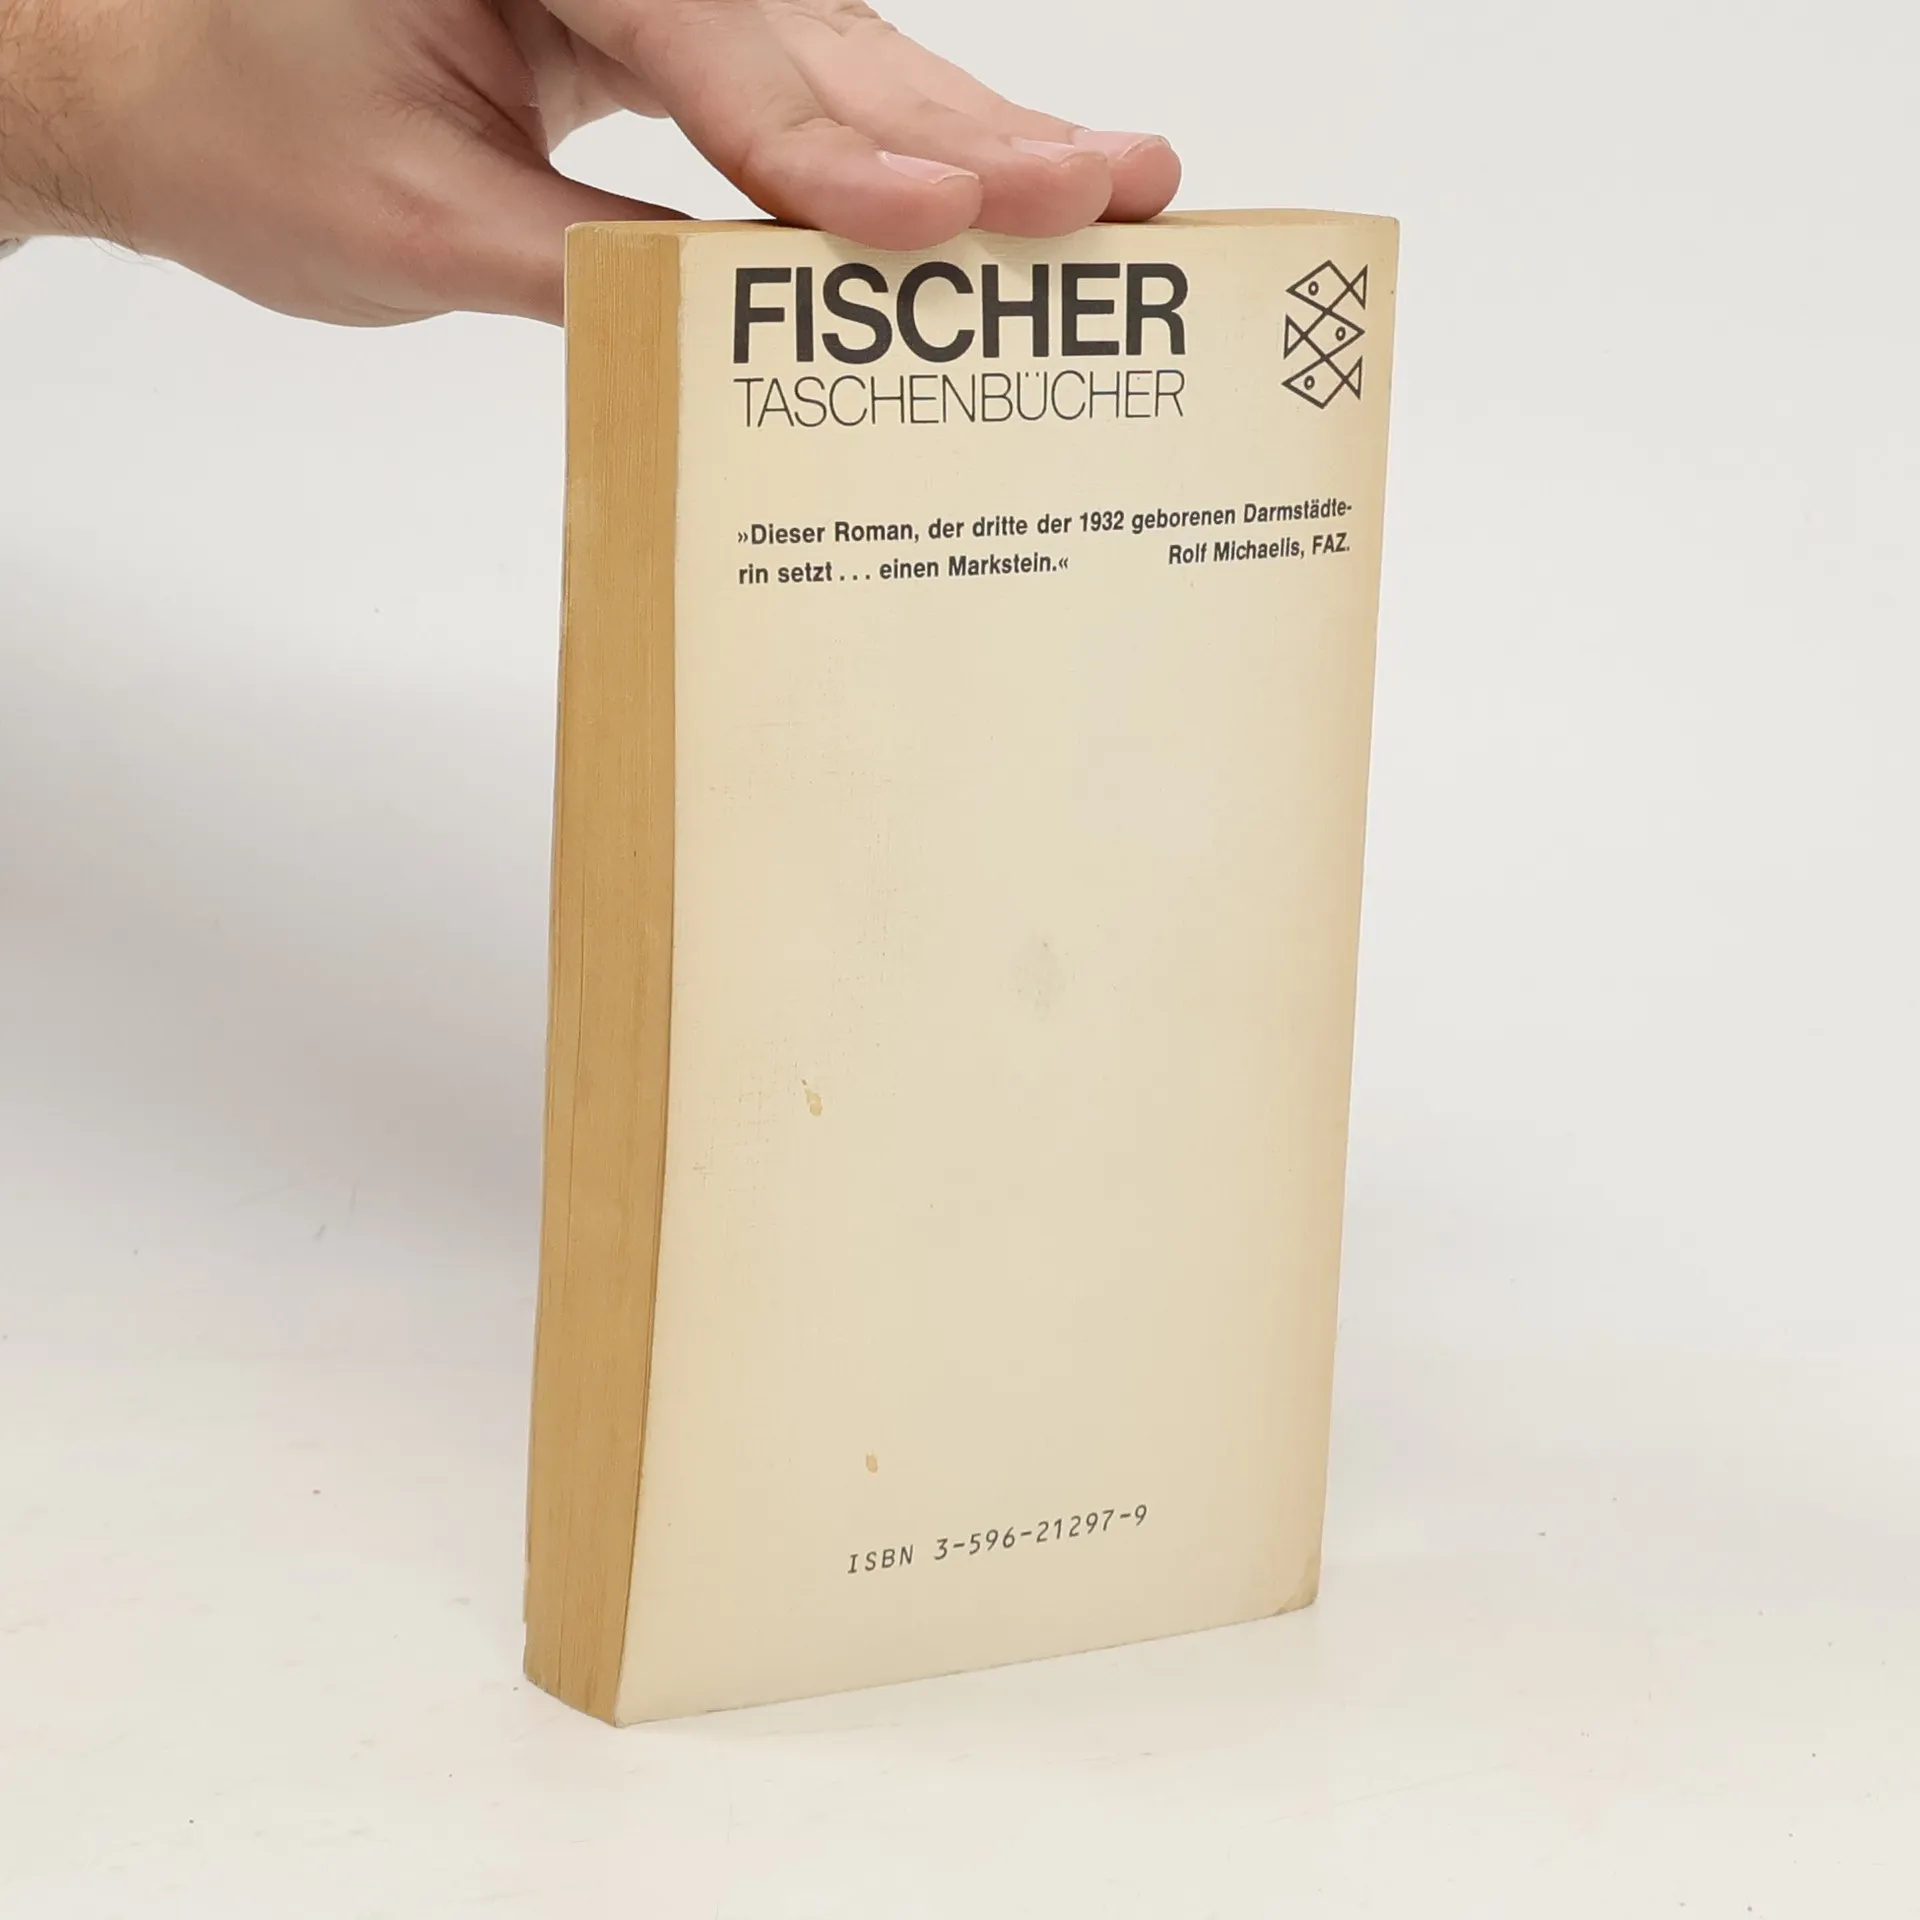 FISCHER
TASCHENBÜCHER
»Dieser Roman, der dritte der 1932 geborenen Darmstädte-
rin setzt . . . einen Markstein.« Rolf Michaelis, FAZ.
ISBN 3-596-21297-9